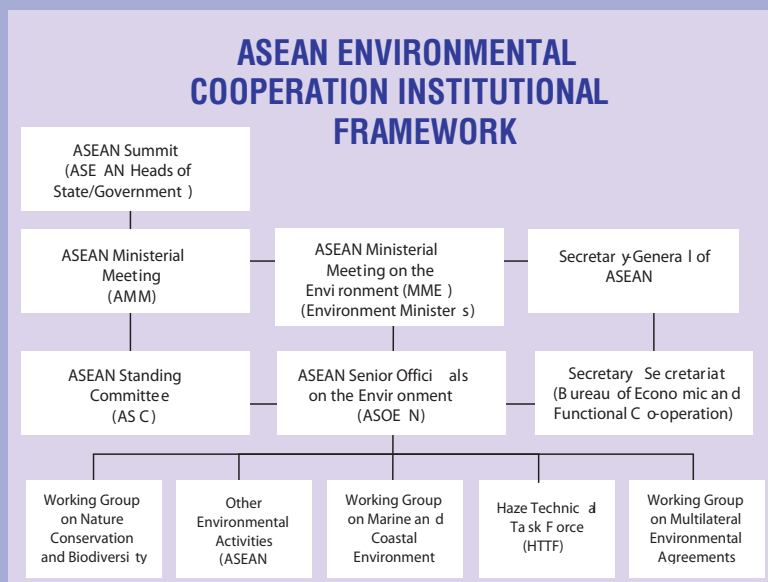 ASEAN ENVIRONMENTAL
COOPERATION INSTITUTIONAL
FRAMEWORK
ASEAN Summit
(ASE AN Heads of
State/Government )
ASEAN Ministerial
Meeting
(AMM)
ASEAN Ministerial
Meeting on the
Envi ronment (MME )
(Environment Minister s)
Secretar y-Genera l of
ASEAN
ASEAN Standing
Committee
(AS C)
ASEAN Senior Offici als
on the Envir onment
(ASOE N)
Secretary Se cretariat
(B ureau of Econo mic an d
Functional C o-operation)
Working Group
on Nature
Conservation
and Biodiversi ty
Other
Environmental
Activities
(ASEAN
Working Group
on Marine an d
Coastal
Environment
Haze Technic al
Ta sk F orce
(HTTF)
Working Group
on Multilateral
Environmental
Agreements